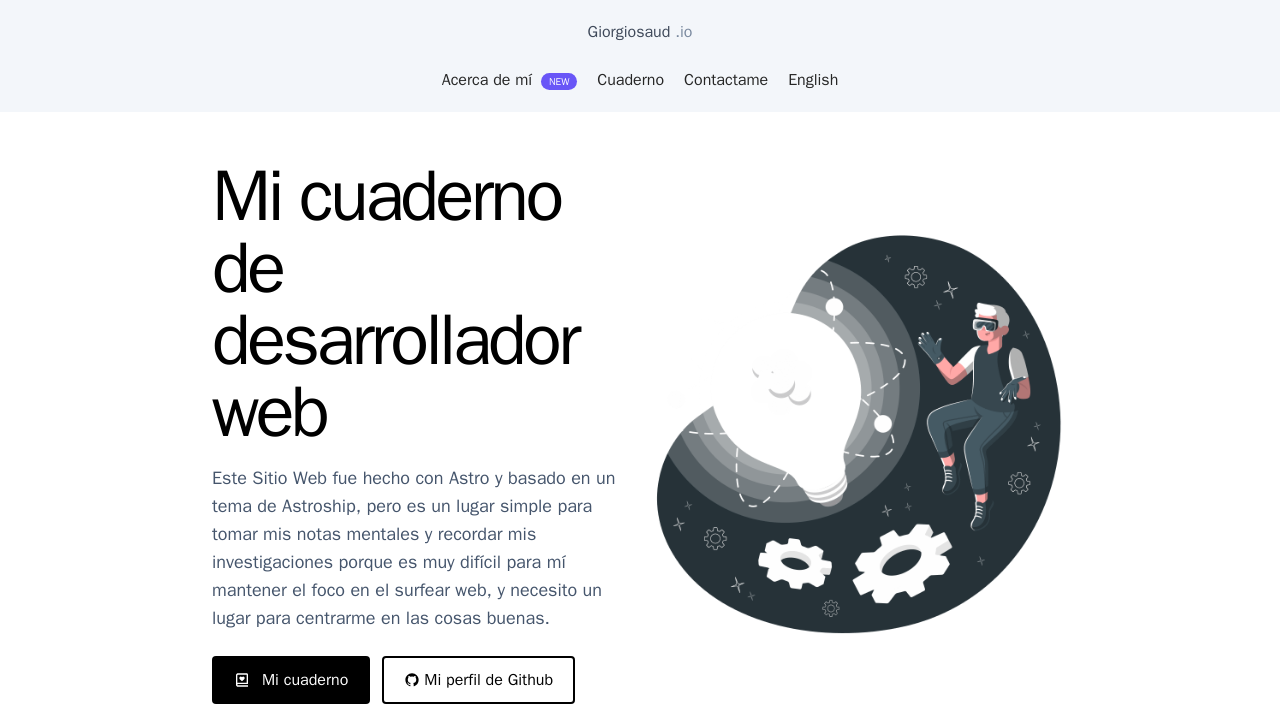 Giorgiosaud .io
Acerca de mí NEW Cuaderno Contactame English
Mi cuaderno
de
desarrollador
web
Este Sitio Web fue hecho con Astro y basado en un
tema de Astroship, pero es un lugar simple para
tomar mis notas mentales y recordar mis
investigaciones porque es muy difícil para mí
mantener el foco en el surfear web, y necesito un
lugar para centrarme en las cosas buenas.
Mi cuaderno Mi perfil de Github